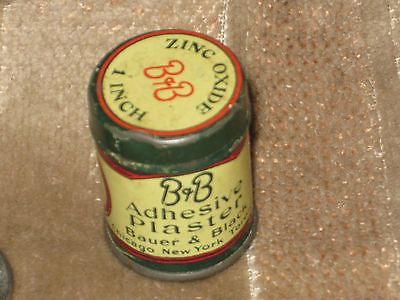 ZINC OXIDE
B&B
1 INCH
B&B
Adhesive
Plaster
Bauer & Black
Chicago New York